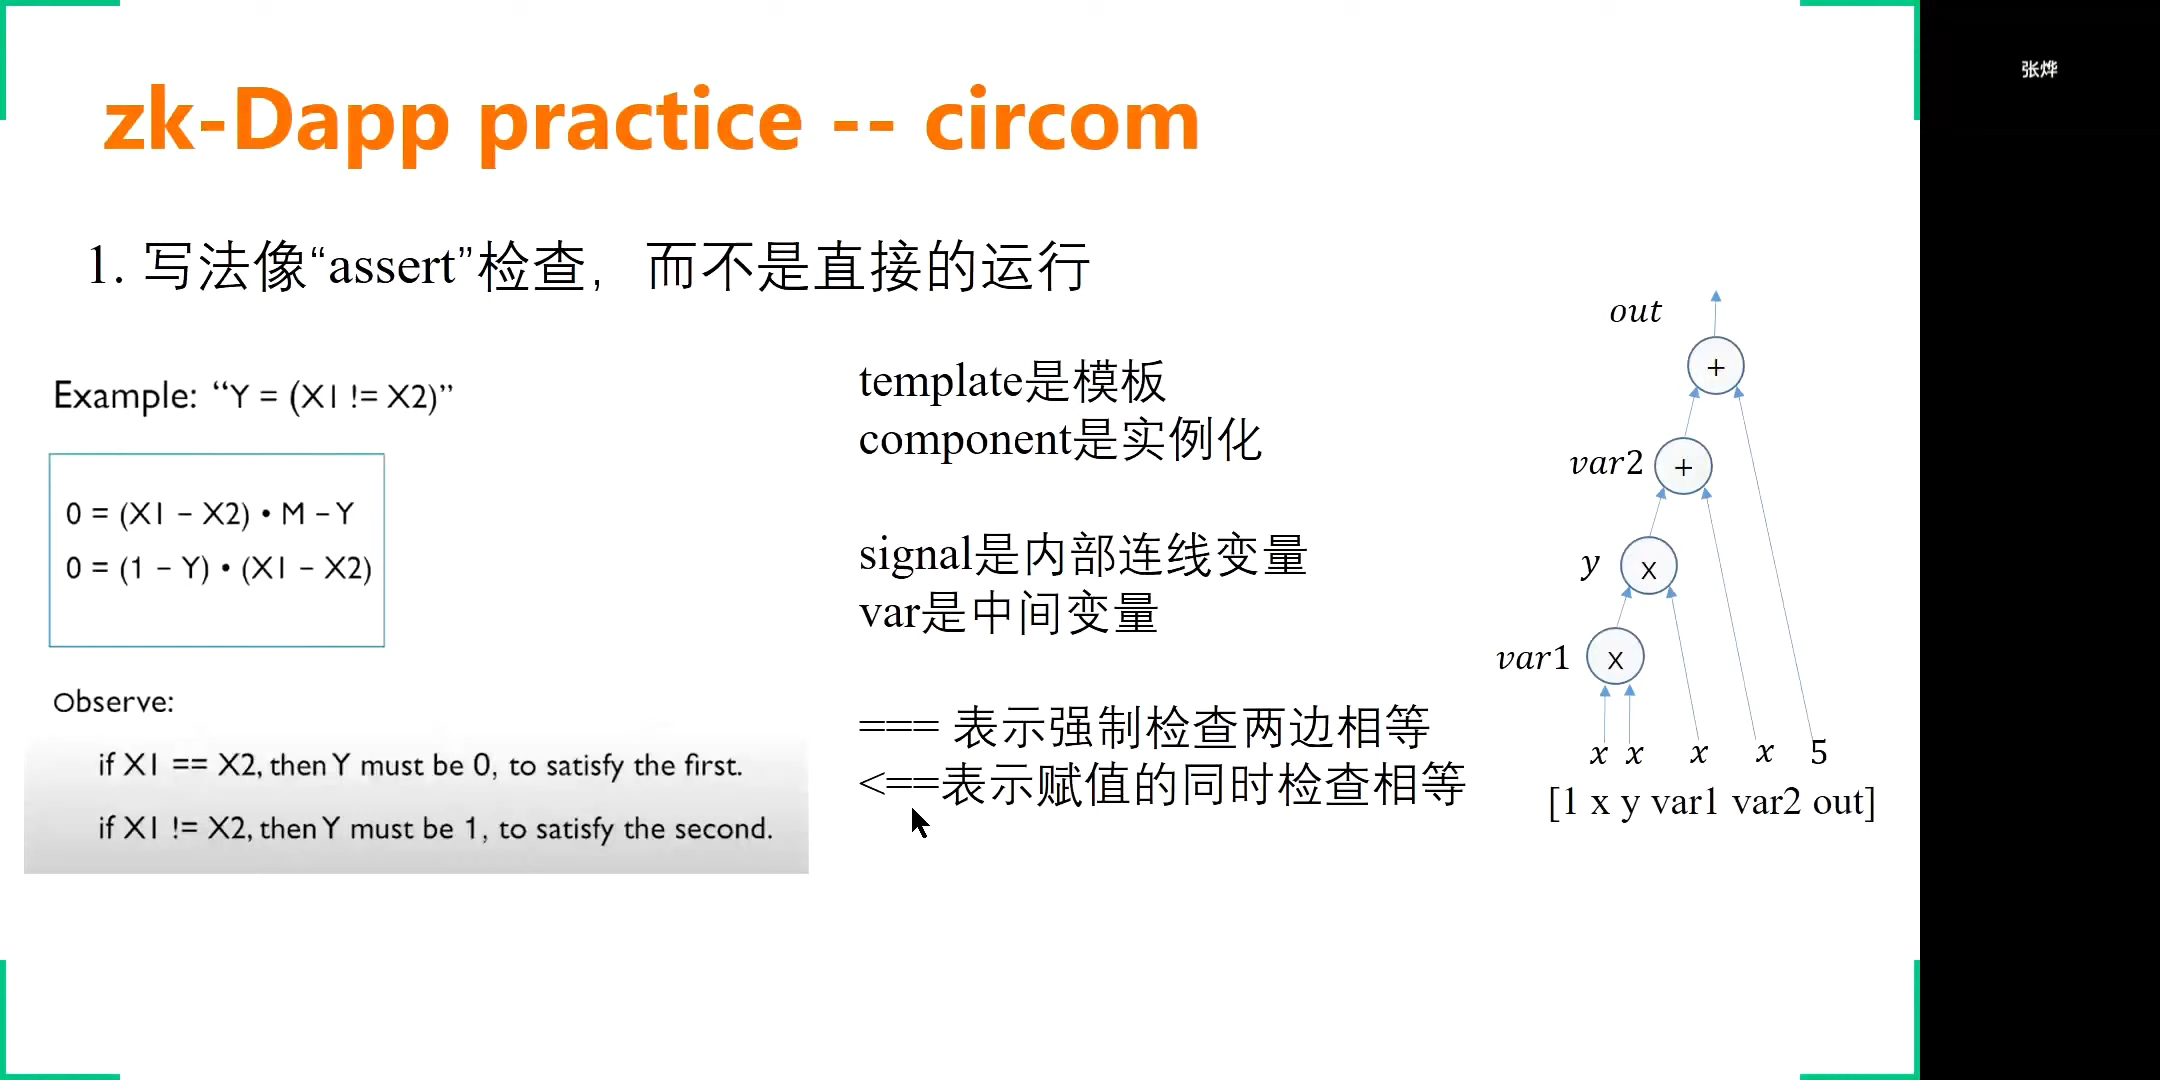 zk-Dapp practice -- circom
张烨
1. 写法像“assert”检查，而不是直接的运行
Example: “Y = (X1 != X2)”
0 = (X1 – X2) • M – Y
0 = (1 – Y) • (X1 – X2)
Observe:
if X1 == X2, then Y must be 0, to satisfy the first.
if X1 != X2, then Y must be 1, to satisfy the second.
template是模板
component是实例化
signal是内部连线变量
var是中间变量
=== 表示强制检查两边相等
<==表示赋值的同时检查相等
out
+
var2
+
y
x
var1
x
x x x x 5
[1 x y var1 var2 out]